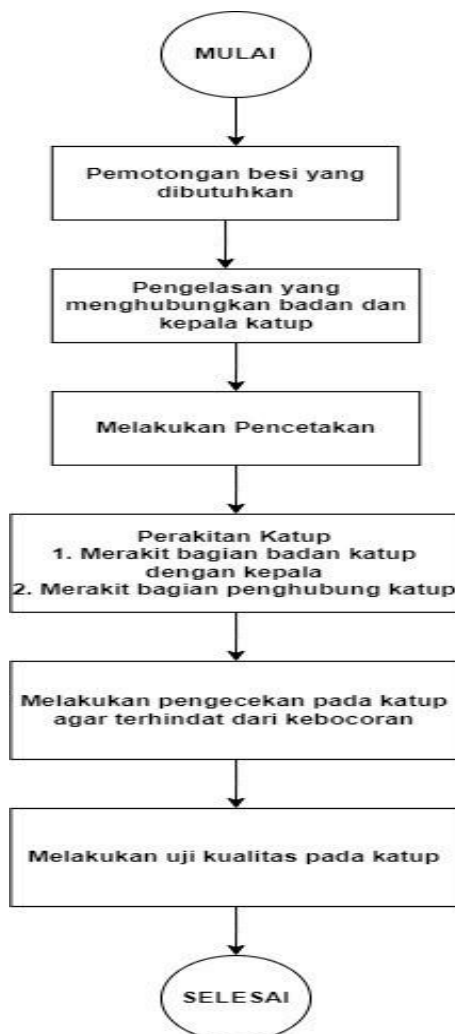 MULAI
Pemotongan besi yang
dibutuhkan
Pengelasan yang
menghubungkan badan dan
kepala katup
Melakukan Pencetakan
Perakitan Katup
1. Merakit bagian badan katup
dengan kepala
2. Merakit bagian penghubung katup
Melakukan pengecekan pada katup
agar terhindat dari kebocoran
Melakukan uji kualitas pada katup
SELESAI